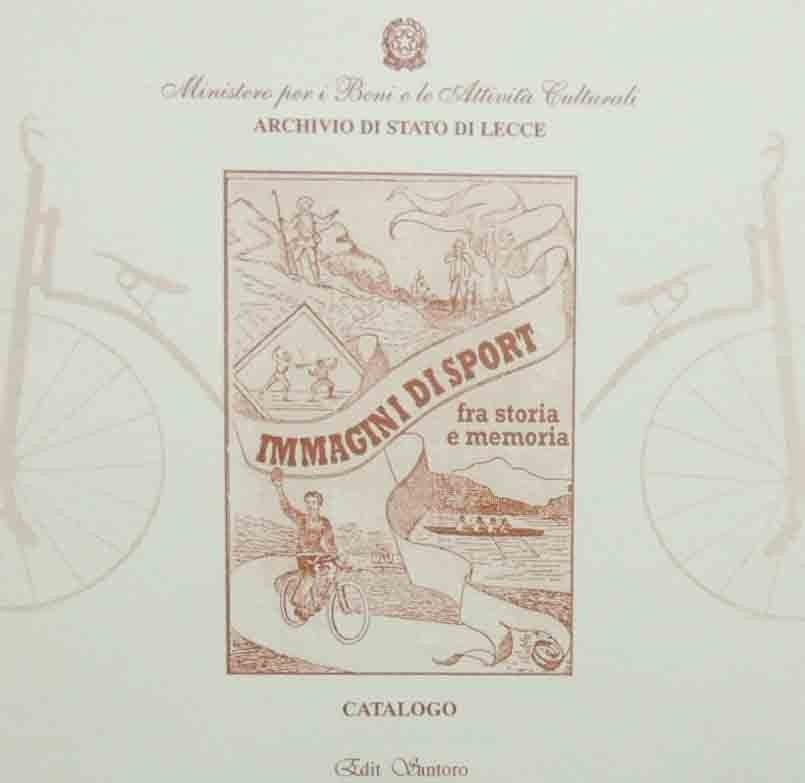 Ministero per i Beni e le Attività Culturali
ARCHIVIO DI STATO DI LECCE
IMMAGINI DI SPORT
fra storia
e memoria
CATALOGO
Edit Santoro